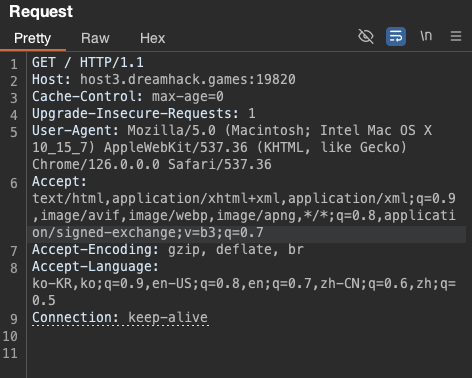 Request
Pretty Raw Hex \n
1 GET / HTTP/1.1
2 Host: host3.dreamhack.games:19820
3 Cache-Control: max-age=0
4 Upgrade-Insecure-Requests: 1
5 User-Agent: Mozilla/5.0 (Macintosh; Intel Mac OS X
10_15_7) AppleWebKit/537.36 (KHTML, like Gecko)
Chrome/126.0.0.0 Safari/537.36
6 Accept:
text/html,application/xhtml+xml,application/xml;q=0.9
,image/avif,image/webp,image/apng,*/*;q=0.8,applicati
on/signed-exchange;v=b3;q=0.7
7 Accept-Encoding: gzip, deflate, br
8 Accept-Language:
ko-KR,ko;q=0.9,en-US;q=0.8,en;q=0.7,zh-CN;q=0.6,zh;q=
0.5
9 Connection: keep-alive
10
11